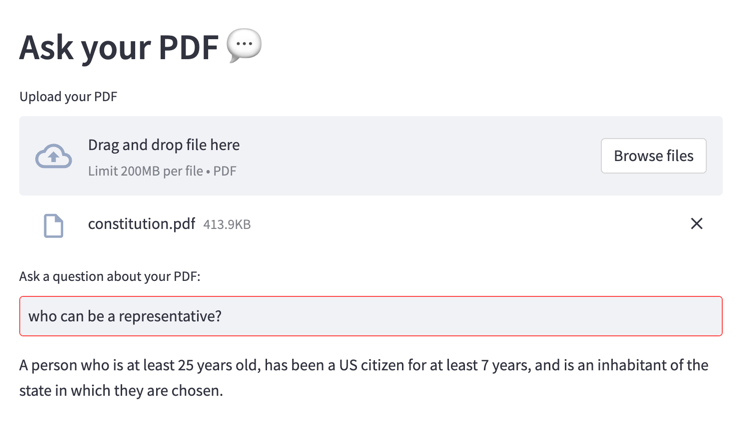 Ask your PDF 💬
Upload your PDF
Drag and drop file here
Limit 200MB per file • PDF
Browse files
constitution.pdf 413.9KB
Ask a question about your PDF:
who can be a representative?
A person who is at least 25 years old, has been a US citizen for at least 7 years, and is an inhabitant of the
state in which they are chosen.